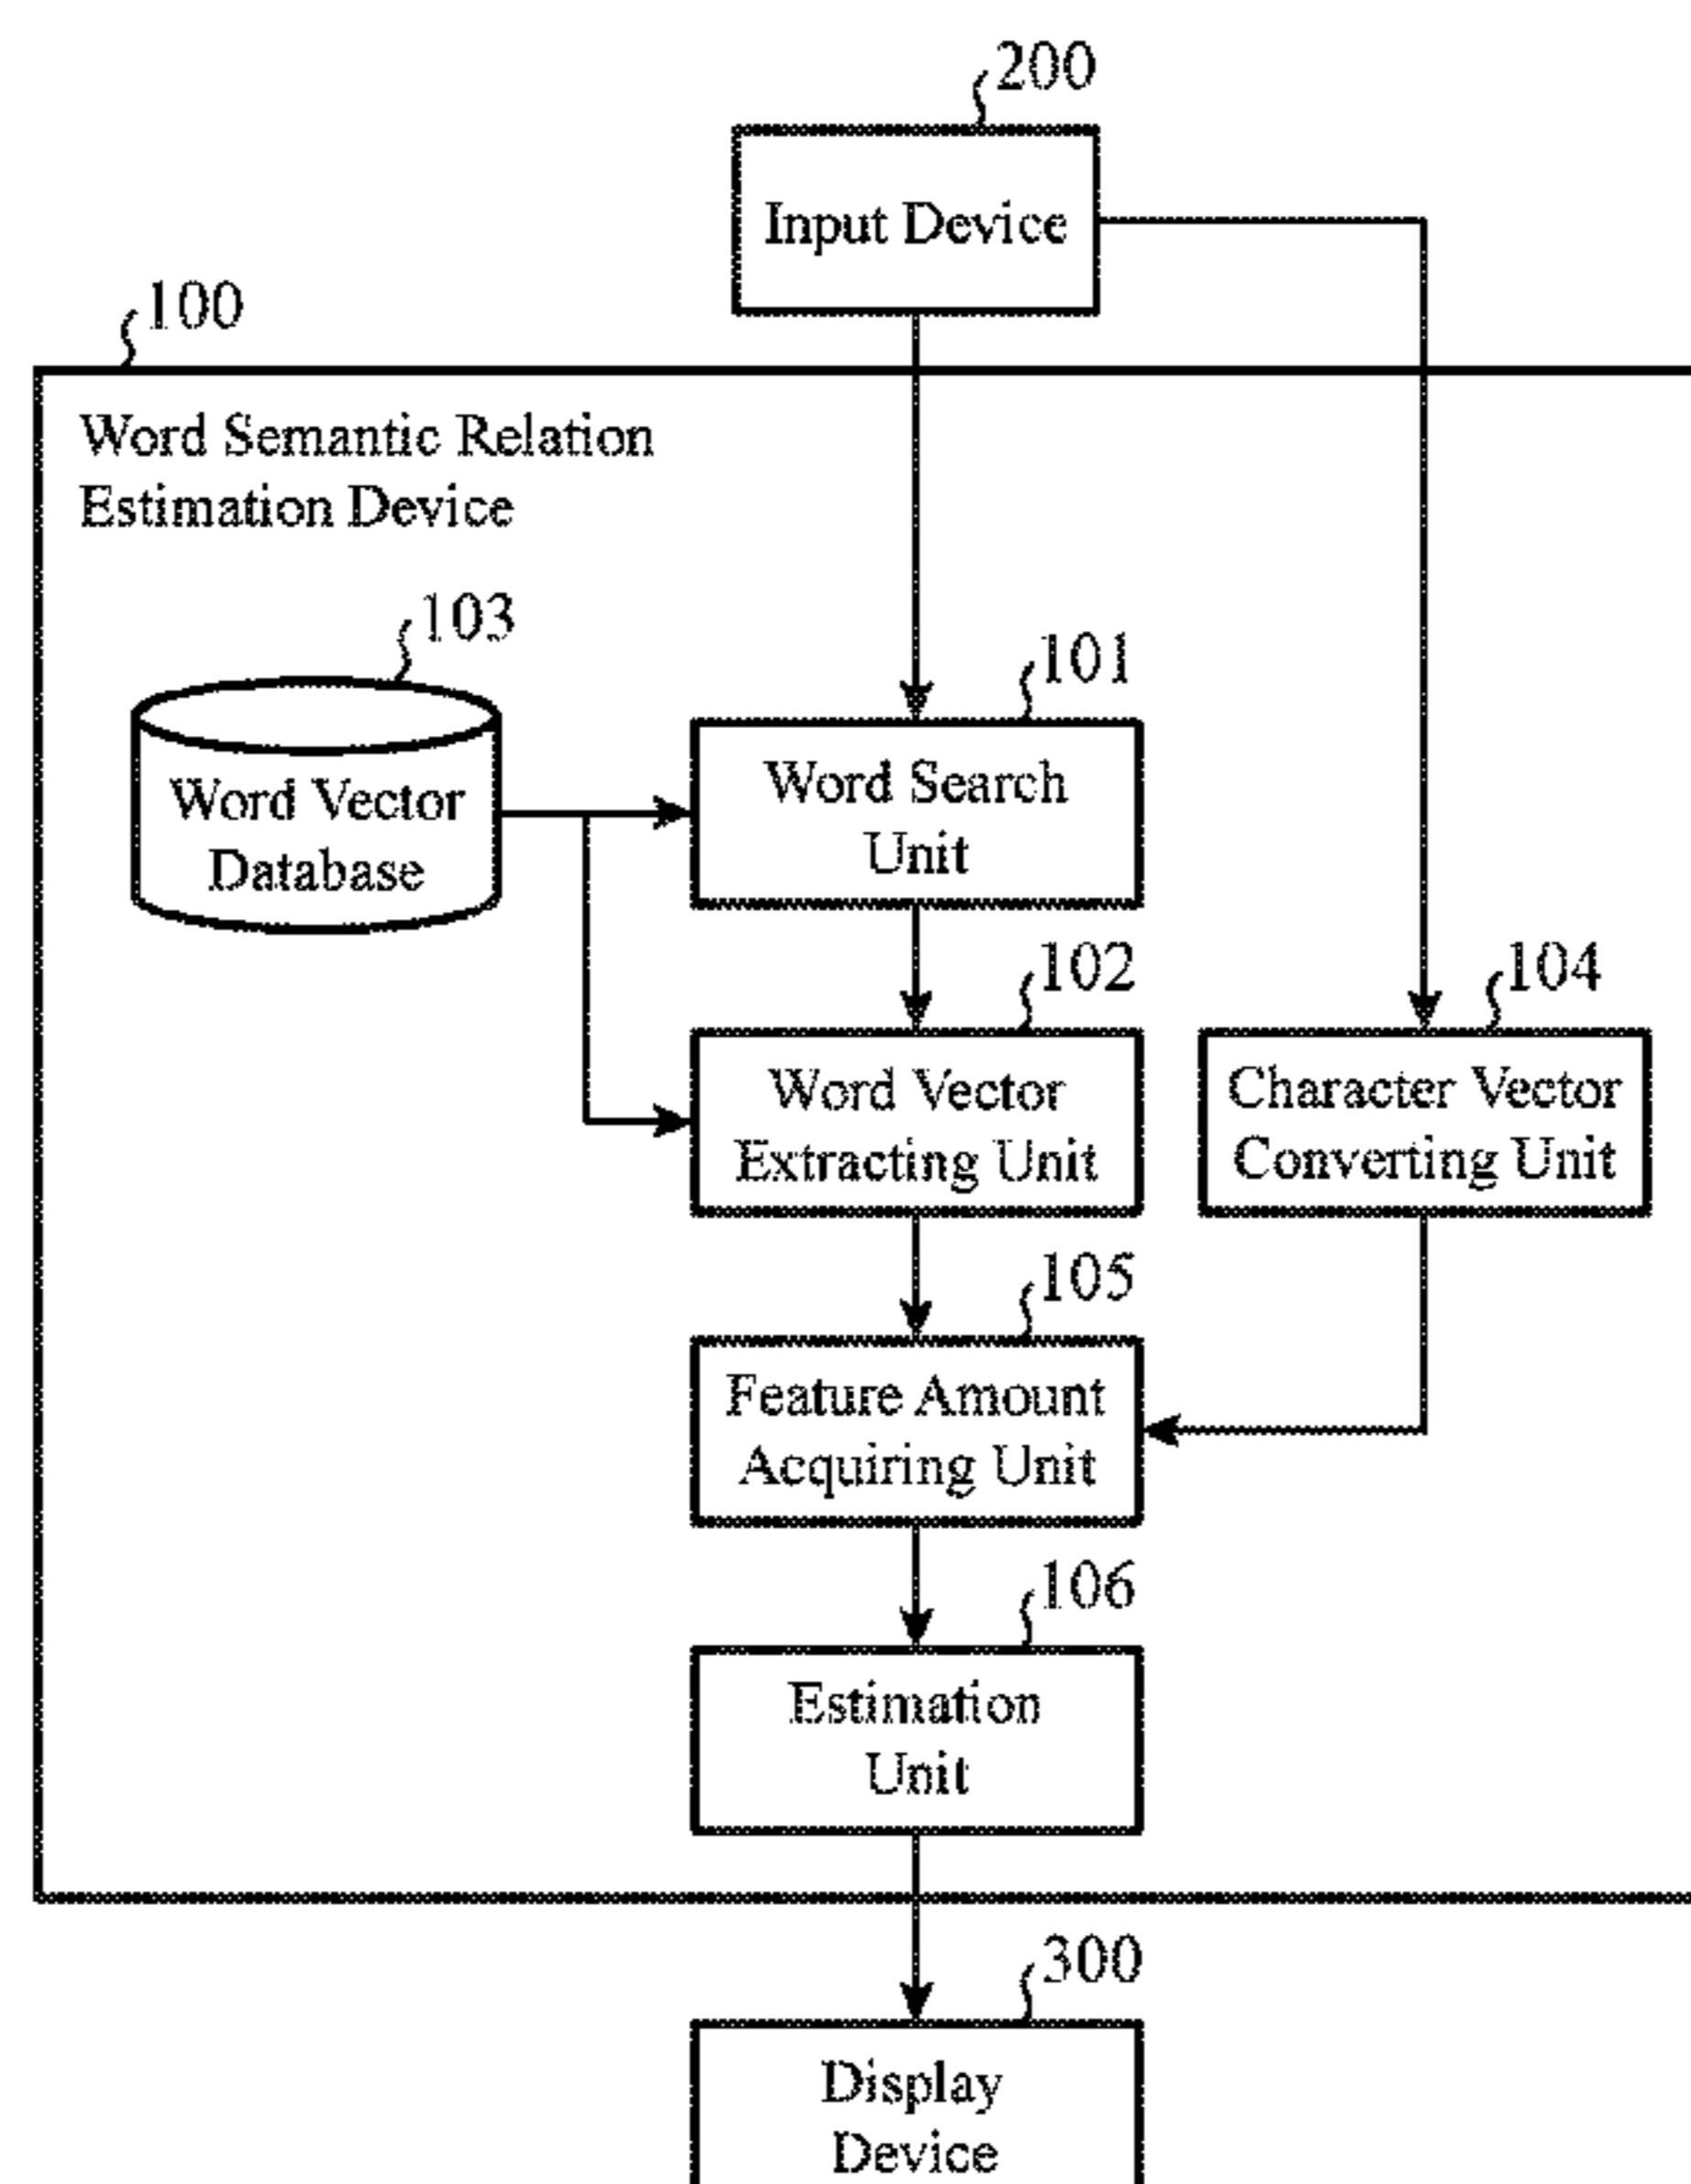 200
Input Device
100
Word Semantic Relation
Estimation Device
103
Word Vector
Database
101
Word Search
Unit
102
Word Vector
Extracting Unit
104
Character Vector
Converting Unit
105
Feature Amount
Acquiring Unit
106
Estimation
Unit
300
Display
Device